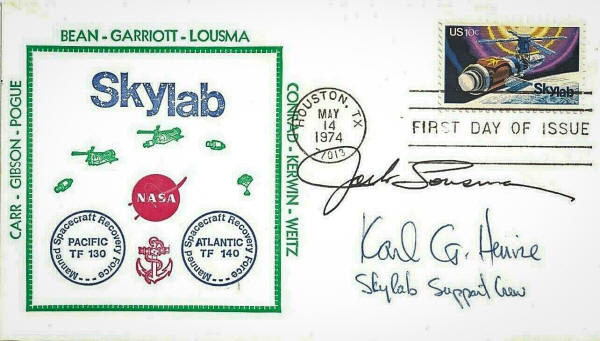 BEAN - GARRIOTT - LOUSMA
CARR - GIBSON - POGUE
CONRAD - KERWIN - WEITZ
Skylab
NASA
Manned Spacecraft Recovery Force
PACIFIC
TF 130
Manned Spacecraft Recovery Force
ATLANTIC
TF 140
US 10c
Skylab
HOUSTON, TX
MAY
14
1974
77013
FIRST DAY OF ISSUE
Jack Lousma
Karl G. Henize
Skylab Support Crew